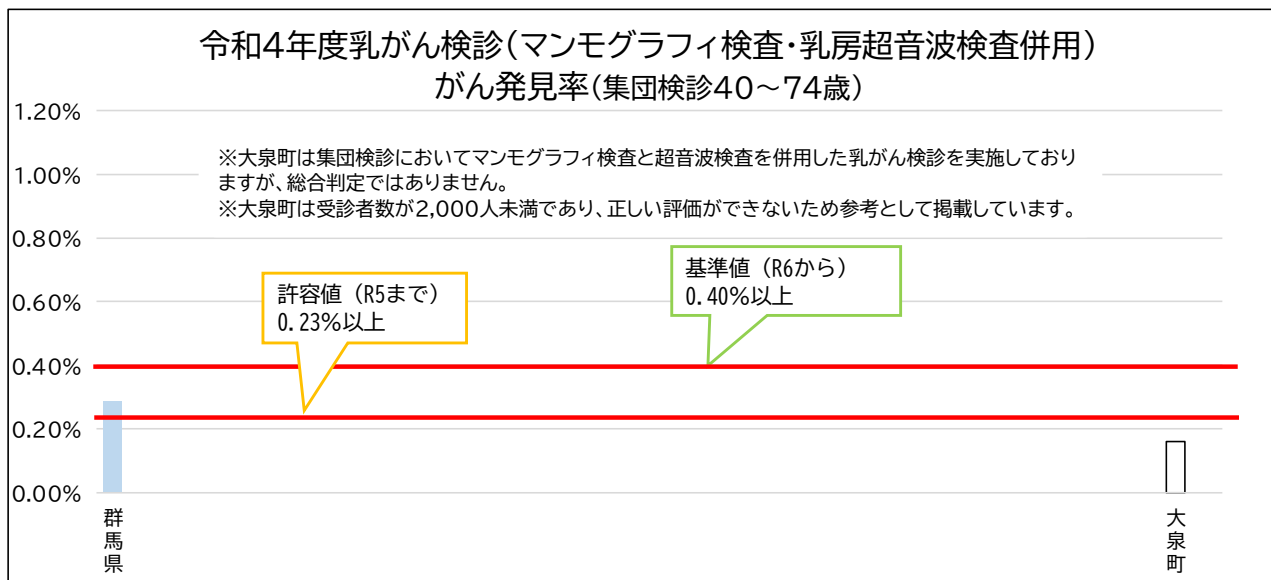 令和4年度乳がん検診(マンモグラフィ検査・乳房超音波検査併用)
がん発見率(集団検診40~74歳)
1.20%
※大泉町は集団検診においてマンモグラフィ検査と超音波検査を併用した乳がん検診を実施しており
1.00%
ますが、総合判定ではありません。
※大泉町は受診者数が2,000人未満であり、正しい評価ができないため参考として掲載しています。
0.80%
基準値(R6から)
0.40%以上
許容値(R5まで)
0.23%以上
0.60%
0.40%
0.20%
0.00%
群馬県
大泉町